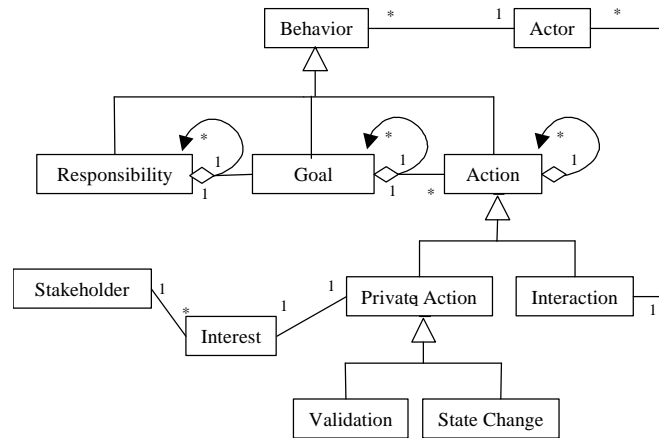 Behavior * 1 Actor *
* * *
1 1 1
Responsibility Goal Action
1 1 *
Stakeholder 1 1 1 Private Action Interaction 1
* Interest
Validation State Change